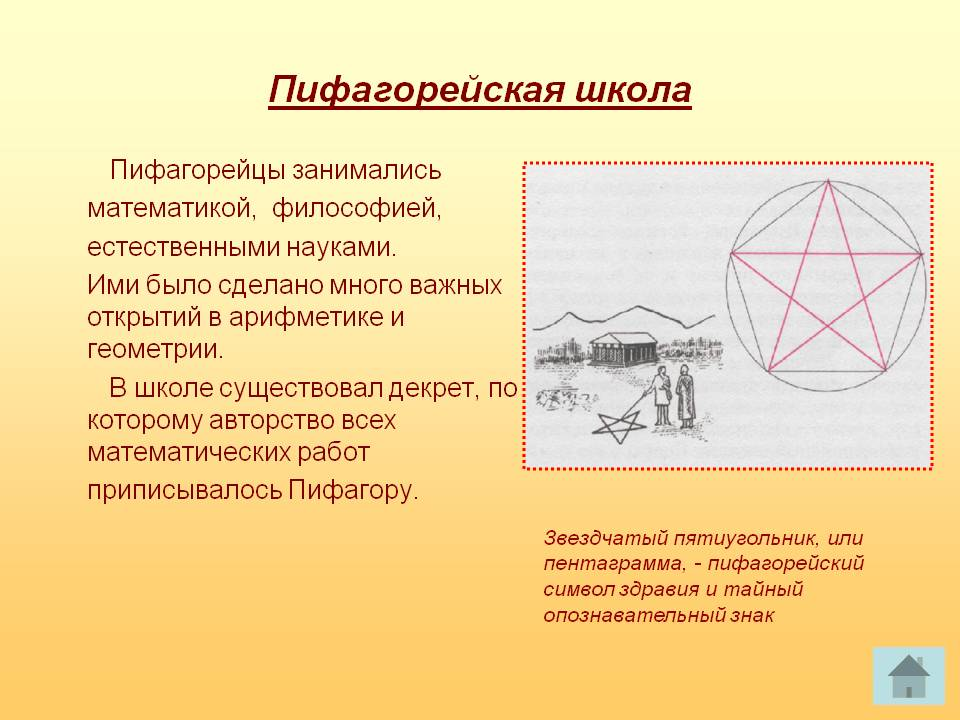 Пифагорейская школа
Пифагорейцы занимались
математикой, философией,
естественными науками.
Ими было сделано много важных
открытий в арифметике и
геометрии.
В школе существовал декрет, по
которому авторство всех
математических работ
приписывалось Пифагору.
Звездчатый пятиугольник, или
пентаграмма, - пифагорейский
символ здравия и тайный
опознавательный знак